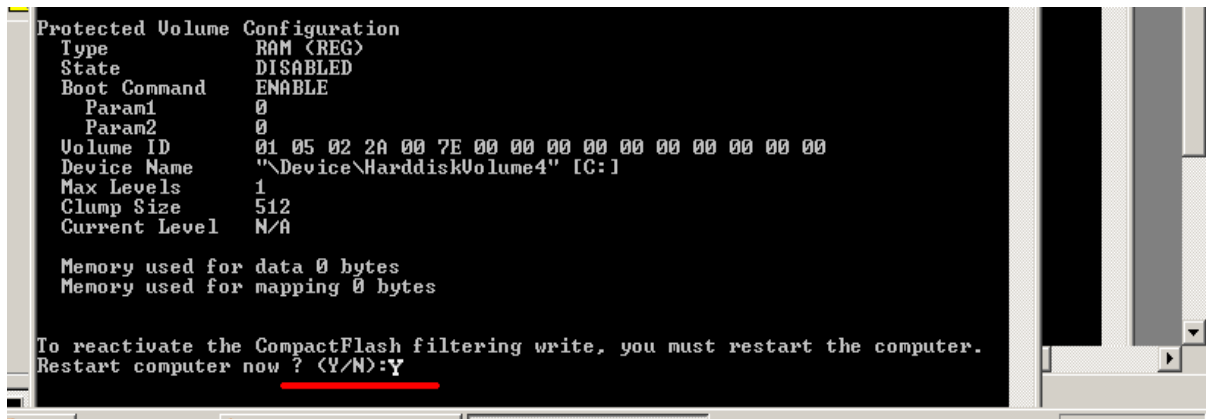 Protected Volume Configuration
Type RAM (REG)
State DISABLED
Boot Command ENABLE
Param1 0
Param2 0
Volume ID 01 05 02 2A 00 7E 00 00 00 00 00 00 00 00 00 00
Device Name "\Device\HarddiskVolume4" [C:]
Max Levels 1
Clump Size 512
Current Level N/A
Memory used for data 0 bytes
Memory used for mapping 0 bytes
To reactivate the CompactFlash filtering write, you must restart the computer.
Restart computer now ? (Y/N):Y